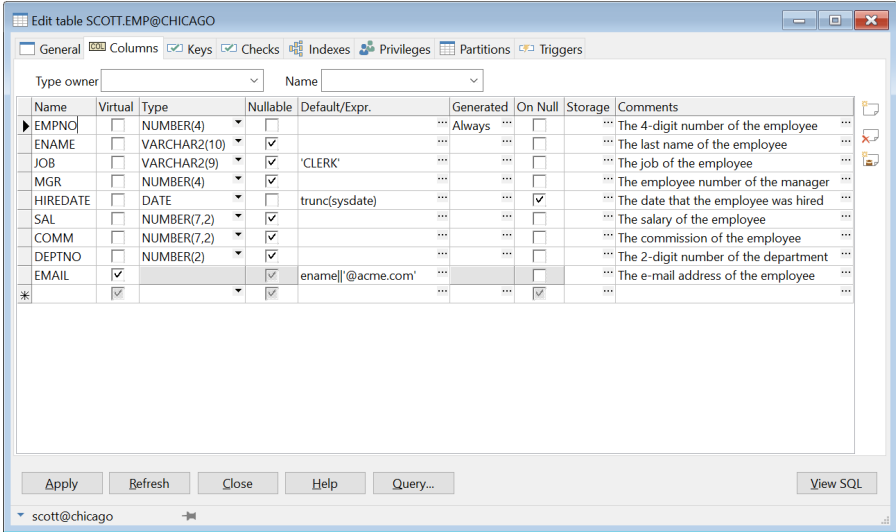 Edit table SCOTT.EMP@CHICAGO
General Columns Keys Checks Indexes Privileges Partitions Triggers
Type owner Name
Name Virtual Type Nullable Default/Expr. Generated On Null Storage Comments
EMPNO NUMBER(4) ... Always ... ... The 4-digit number of the employee ...
ENAME VARCHAR2(10) ... ... ... The last name of the employee ...
JOB VARCHAR2(9) 'CLERK' ... ... ... The job of the employee ...
MGR NUMBER(4) ... ... ... The employee number of the manager ...
HIREDATE DATE trunc(sysdate) ... ... ... The date that the employee was hired ...
SAL NUMBER(7,2) ... ... ... The salary of the employee ...
COMM NUMBER(7,2) ... ... ... The commission of the employee ...
DEPTNO NUMBER(2) ... ... ... The 2-digit number of the department ...
EMAIL ename||'@acme.com' ... ... ... The e-mail address of the employee ...
* ... ... ... ...
Apply Refresh Close Help Query... View SQL
scott@chicago